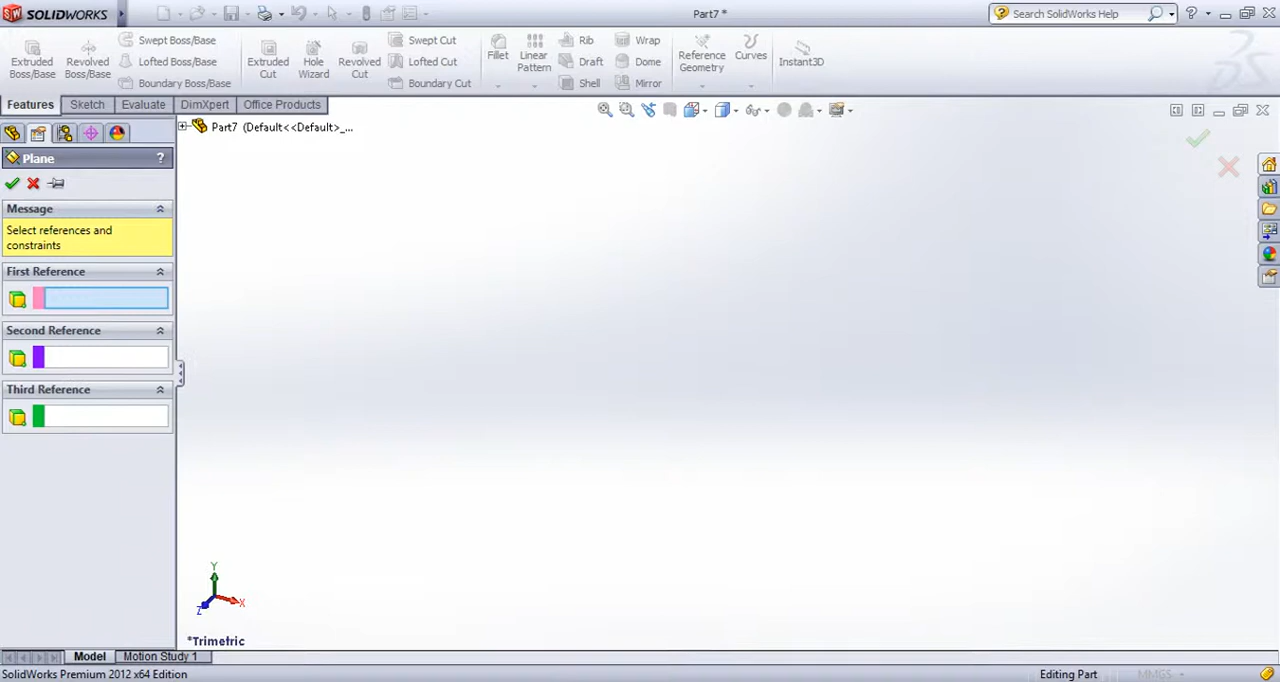 SOLIDWORKS
Part7 *
Search SolidWorks Help
Extruded Boss/Base
Revolved Boss/Base
Swept Boss/Base
Lofted Boss/Base
Boundary Boss/Base
Extruded Cut
Hole Wizard
Revolved Cut
Swept Cut
Lofted Cut
Boundary Cut
Fillet
Linear Pattern
Rib
Draft
Shell
Wrap
Dome
Mirror
Reference Geometry
Curves
Instant3D
Features
Sketch
Evaluate
DimXpert
Office Products
Part7 (Default<<Default>_...
Plane
?
Message
Select references and
constraints
First Reference
Second Reference
Third Reference
Y
X
Z
*Trimetric
Model
Motion Study 1
SolidWorks Premium 2012 x64 Edition
Editing Part
MMGS